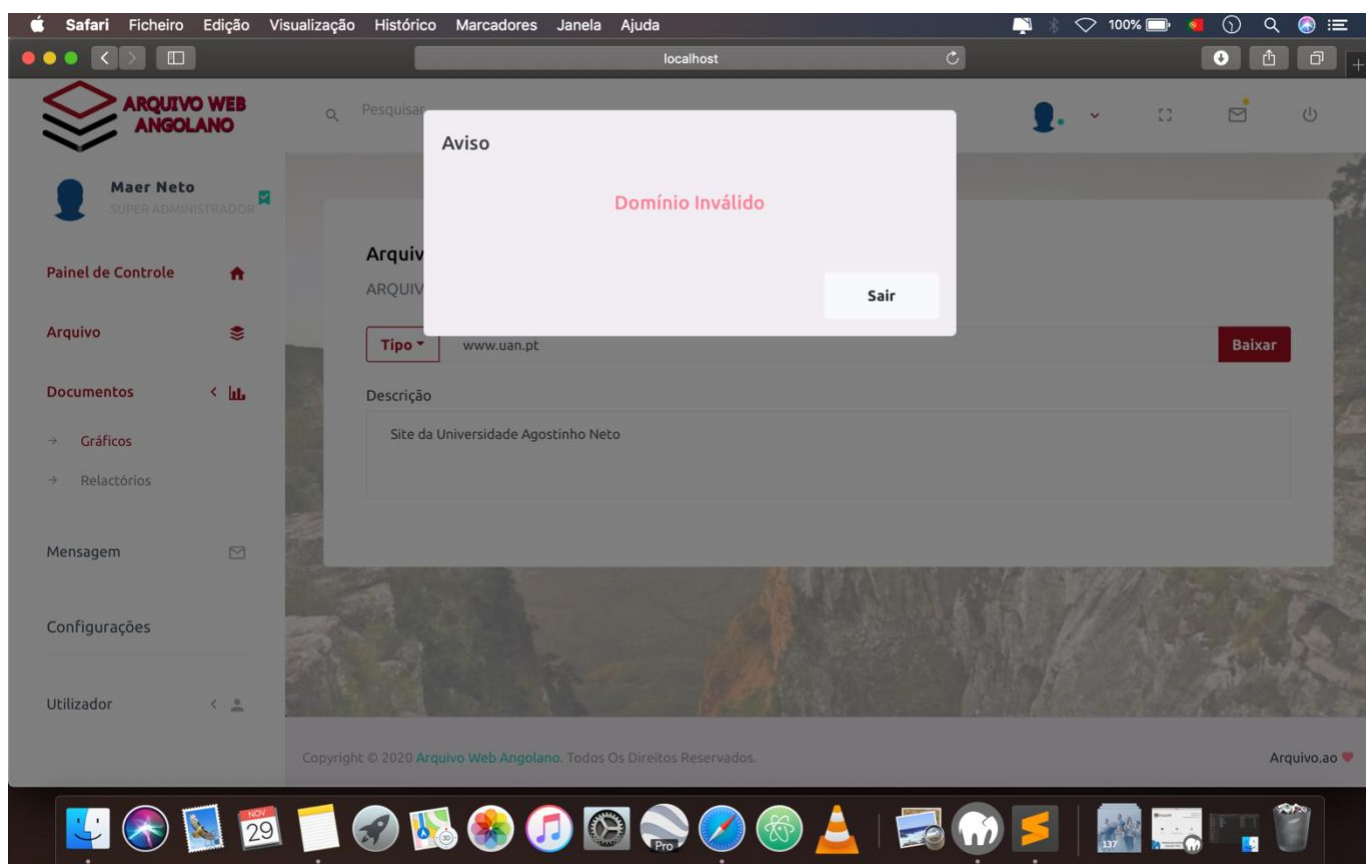 Safari Ficheiro Edição Visualização Histórico Marcadores Janela Ajuda 100%
localhost
ARQUIVO WEB
ANGOLANO
Pesquisar
Aviso
Domínio Inválido
Sair
Maer Neto
SUPER ADMINISTRADOR
Painel de Controle
Arquivo
Documentos
Gráficos
Relactórios
Mensagem
Configurações
Utilizador
Arquiv
ARQUIV
Tipo www.uan.pt Baixar
Descrição
Site da Universidade Agostinho Neto
Copyright © 2020 Arquivo Web Angolano. Todos Os Direitos Reservados. Arquivo.ao
NOV
29
Pro
137